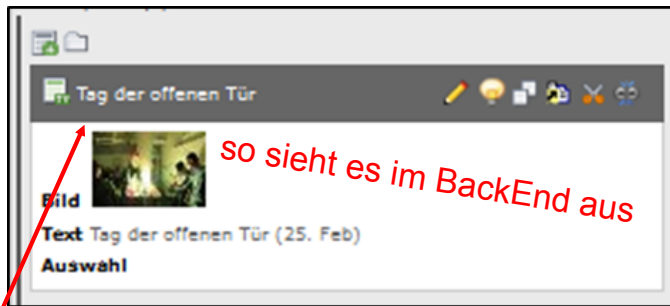 Tag der offenen Tür
so sieht es im BackEnd aus
Bild
Text Tag der offenen Tür (25. Feb)
Auswahl